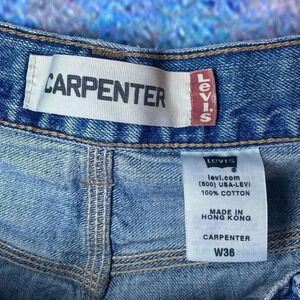 CARPENTER
Levi's
LEVI'S
levi.com
(800) USA-LEVI
100% COTTON
MADE IN
HONG KONG
CARPENTER
W36